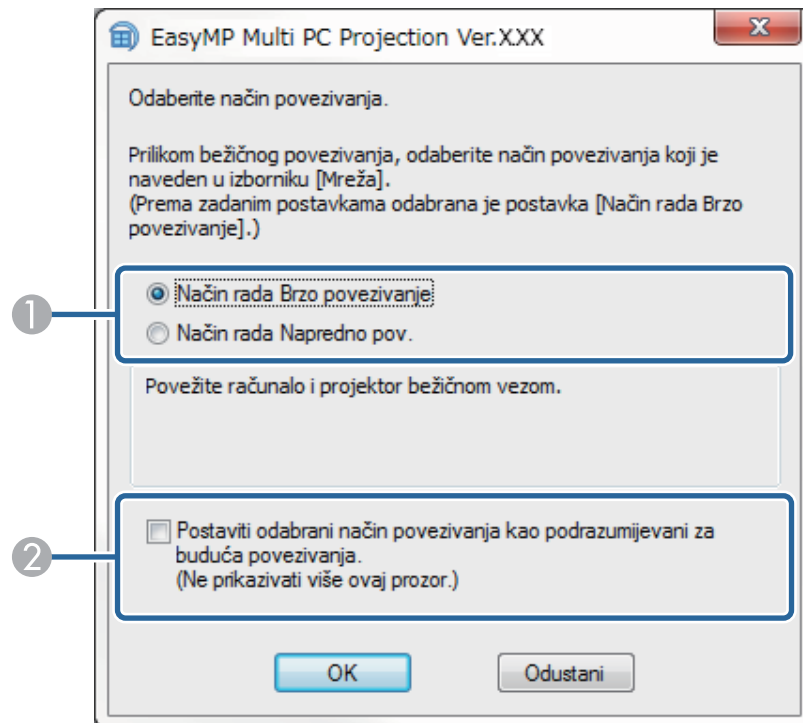 EasyMP Multi PC Projection Ver.X.XX
Odaberite način povezivanja.
Prilikom bežičnog povezivanja, odaberite način povezivanja koji je
naveden u izborniku [Mreža].
(Prema zadanim postavkama odabrana je postavka [Način rada Brzo
povezivanje].)
1
Način rada Brzo povezivanje
Način rada Napredno pov.
Povežite računalo i projektor bežičnom vezom.
2
Postaviti odabrani način povezivanja kao podrazumijevani za
buduća povezivanja.
(Ne prikazivati više ovaj prozor.)
OK
Odustani